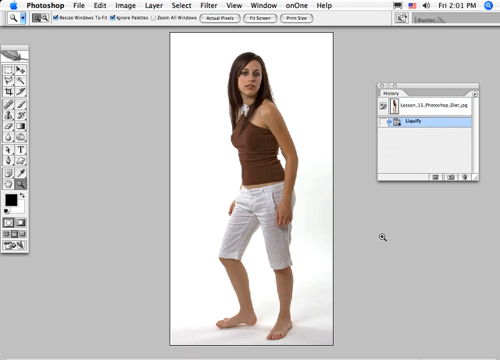 Photoshop File Edit Image Layer Select Filter View Window onOne Help Fri 2:01 PM
Resize Windows To Fit Ignore Palettes Zoom All Windows Actual Pixels Fit Screen Print Size Brushes
History
Lesson_15_Photoshop_Diet.jpg
Liquify
T